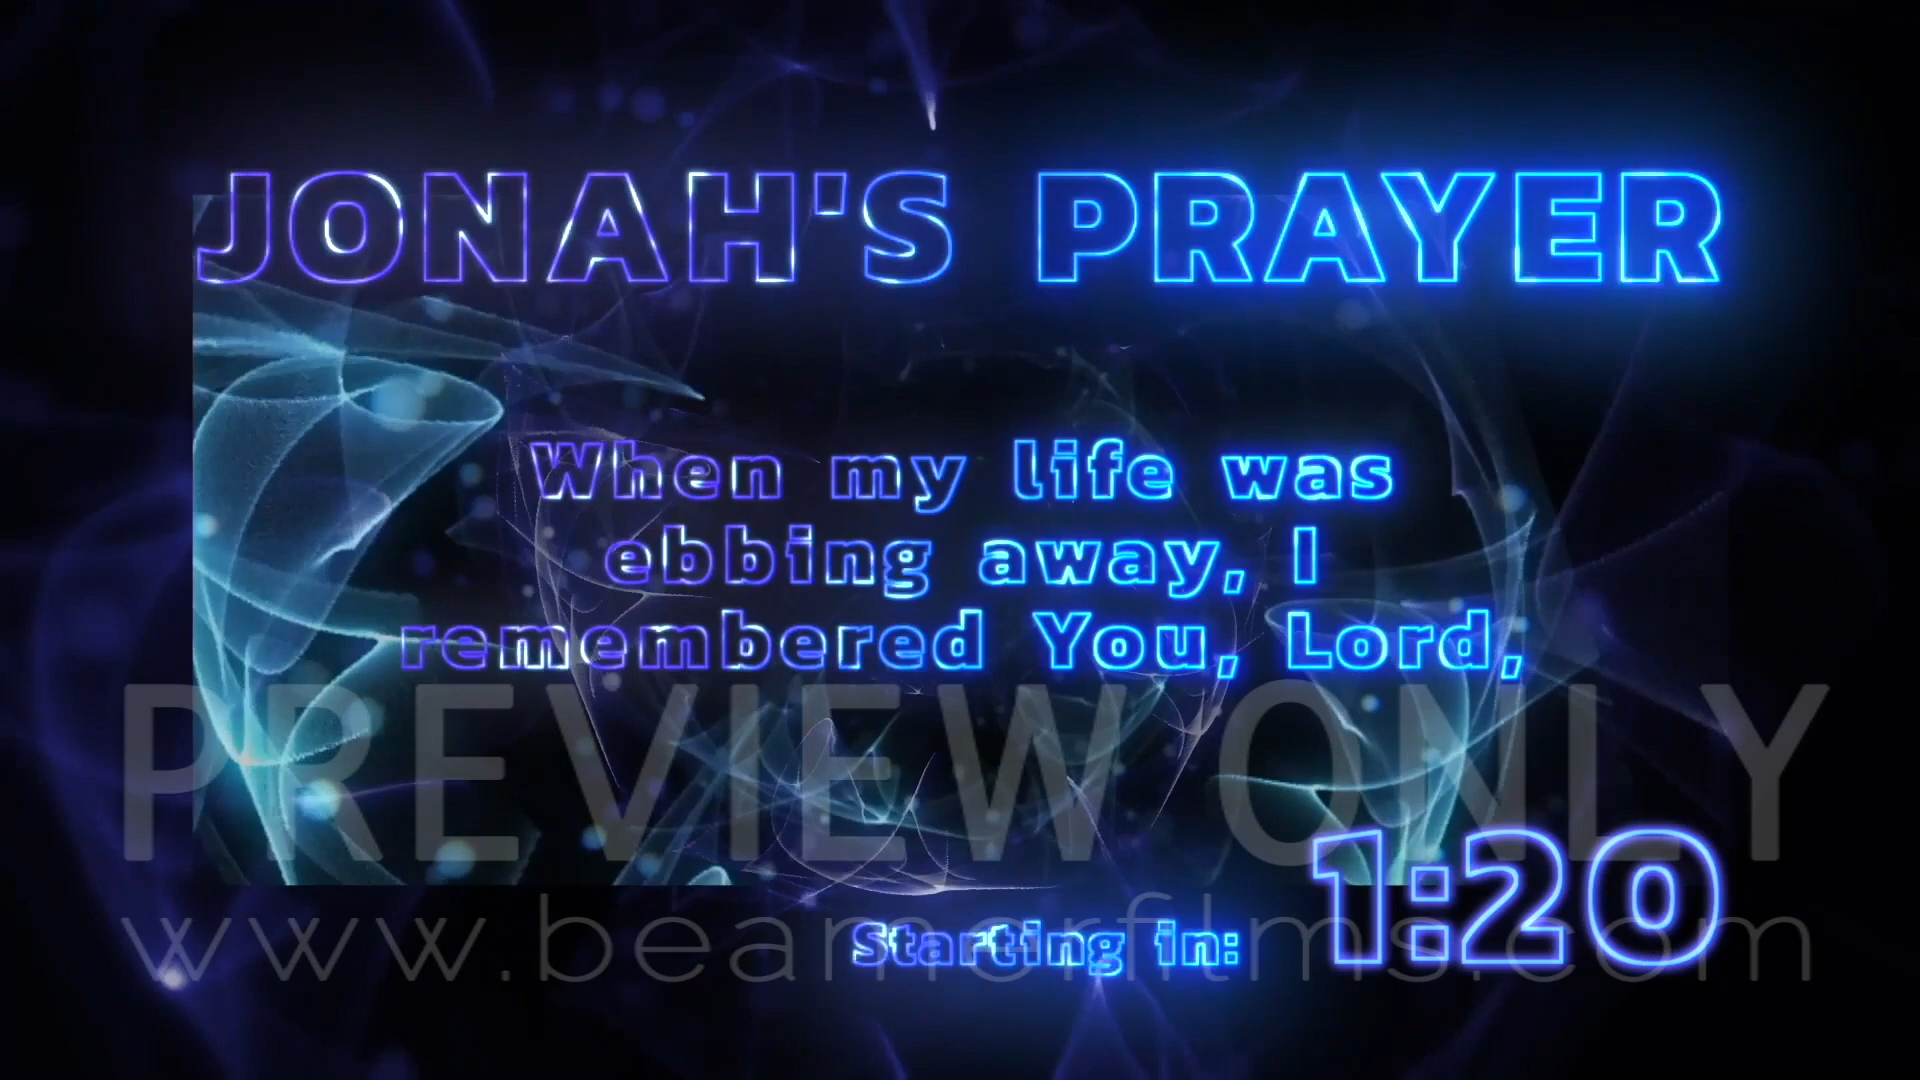 JONAH'S PRAYER
When my life was
ebbing away, I
remembered You, Lord,
PREVIEW ONLY
Starting in: 1:20
www.beamorfilms.com